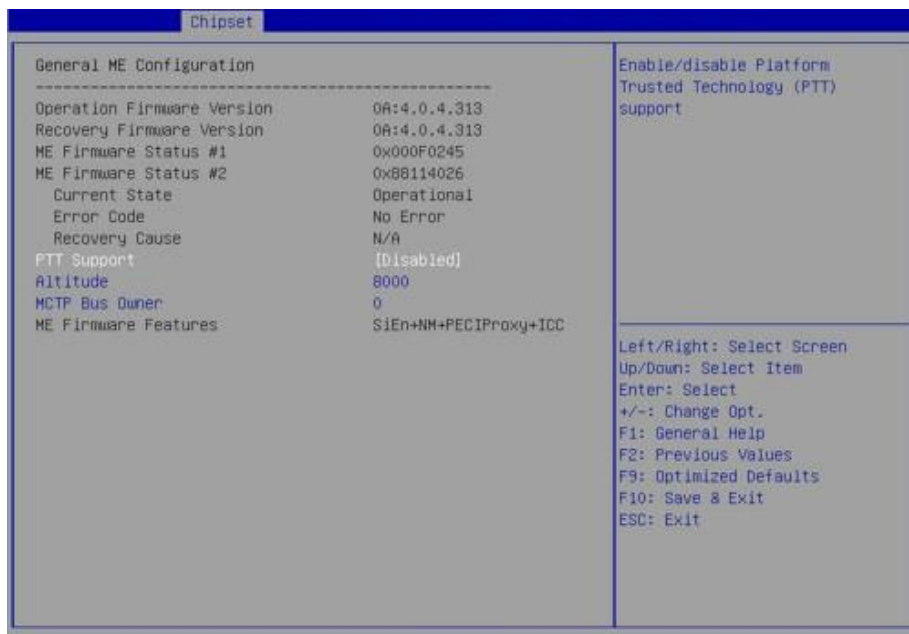 Chipset
General ME Configuration
Operation Firmware Version 0A:4.0.4.313
Recovery Firmware Version 0A:4.0.4.313
ME Firmware Status #1 0x000F0245
ME Firmware Status #2 0x88114026
Current State Operational
Error Code No Error
Recovery Cause N/A
PTT Support [Disabled]
Altitude 8000
MCTP Bus Owner 0
ME Firmware Features SiEn+NM+PECIProxy+ICC
Enable/disable Platform
Trusted Technology (PTT)
support
Left/Right: Select Screen
Up/Down: Select Item
Enter: Select
+/-: Change Opt.
F1: General Help
F2: Previous Values
F9: Optimized Defaults
F10: Save & Exit
ESC: Exit